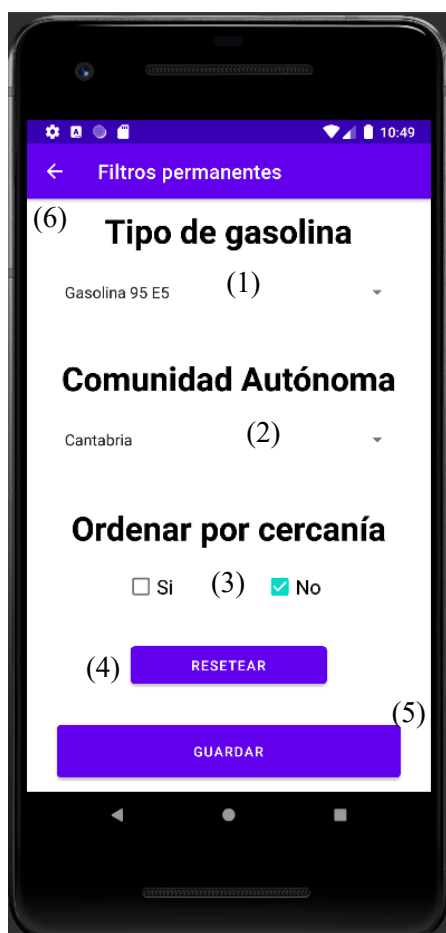 10:49
Filtros permanentes
(6)
Tipo de gasolina
Gasolina 95 E5 (1)
Comunidad Autónoma
Cantabria (2)
Ordenar por cercanía
Si (3) No
(4) RESETEAR
(5)
GUARDAR